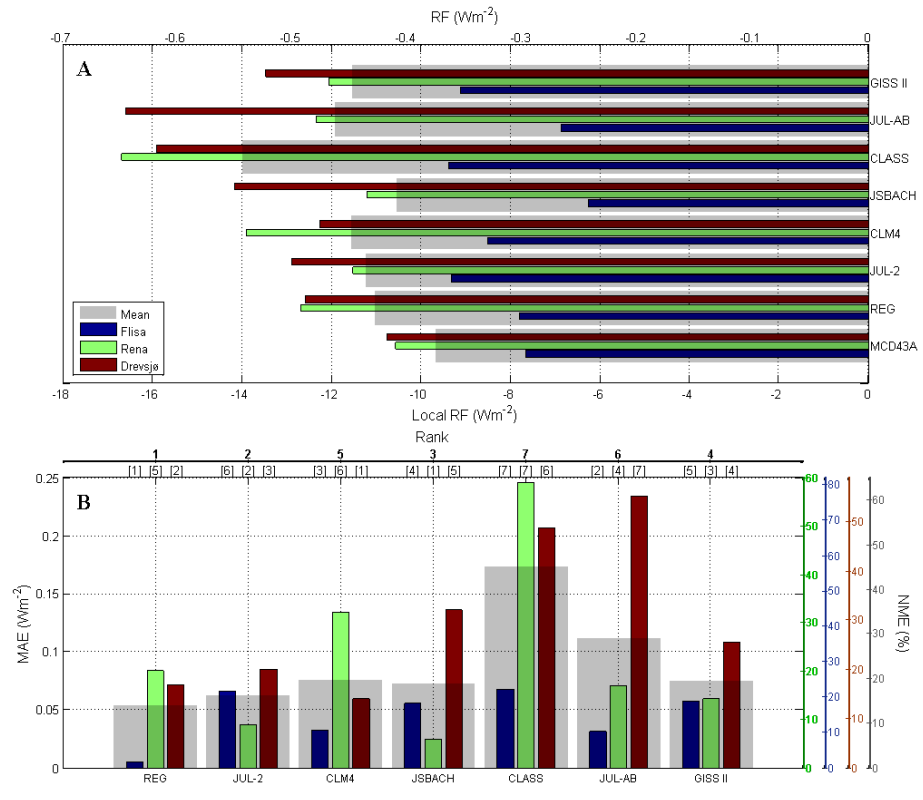 RF (Wm-2)
-0.7 -0.6 -0.5 -0.4 -0.3 -0.2 -0.1 0
A
GISS II
JUL-AB
CLASS
JSBACH
CLM4
JUL-2
REG
MCD43A
Mean
Flisa
Rena
Drevsjø
-18 -16 -14 -12 -10 -8 -6 -4 -2 0
Local RF (Wm-2)
Rank
1 2 5 3 7 6 4
[1] [5] [2] [6] [2] [3] [3] [6] [1] [4] [1] [5] [7] [7] [6] [2] [4] [7] [5] [3] [4]
B
MAE (Wm-2)
0.25
0.2
0.15
0.1
0.05
0
60
50
40
30
20
10
0
80
70
60
50
40
30
20
10
0
50
40
30
20
10
0
60
50
40
30
20
10
0
NME (%)
REG JUL-2 CLM4 JSBACH CLASS JUL-AB GISS II